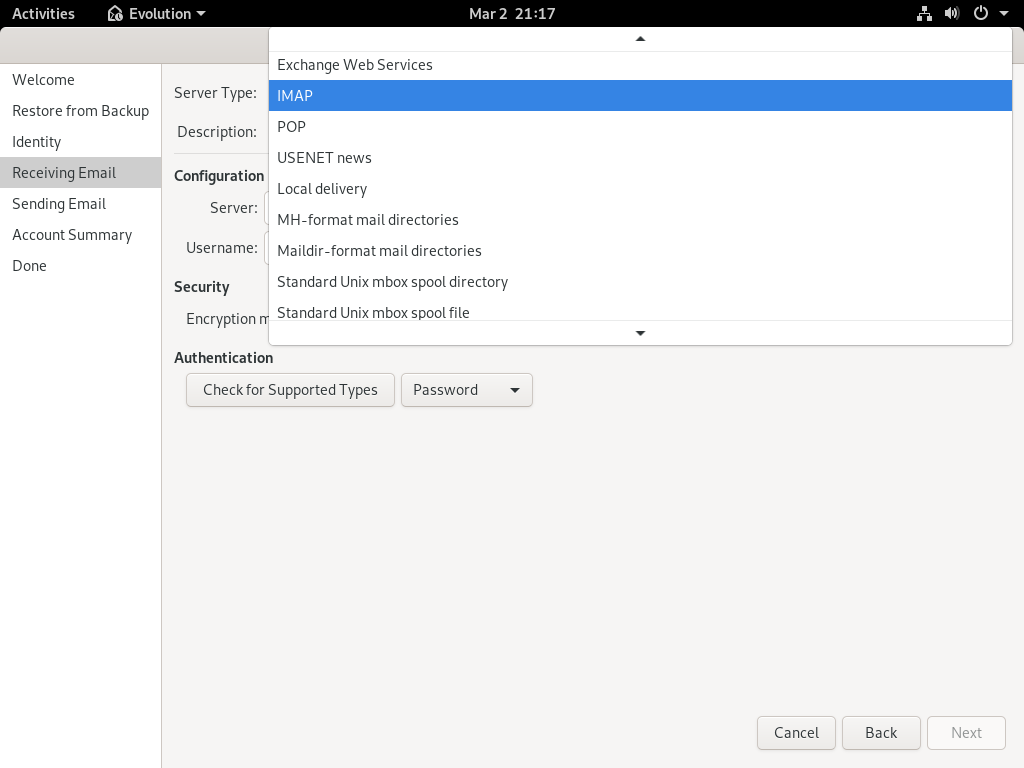 Activities
Evolution
Mar 2 21:17
Welcome
Restore from Backup
Identity
Receiving Email
Sending Email
Account Summary
Done
Server Type:
Exchange Web Services
IMAP
POP
USENET news
Local delivery
MH-format mail directories
Maildir-format mail directories
Standard Unix mbox spool directory
Standard Unix mbox spool file
Description:
Configuration
Server:
Username:
Security
Encryption m
Authentication
Check for Supported Types
Password
Cancel
Back
Next